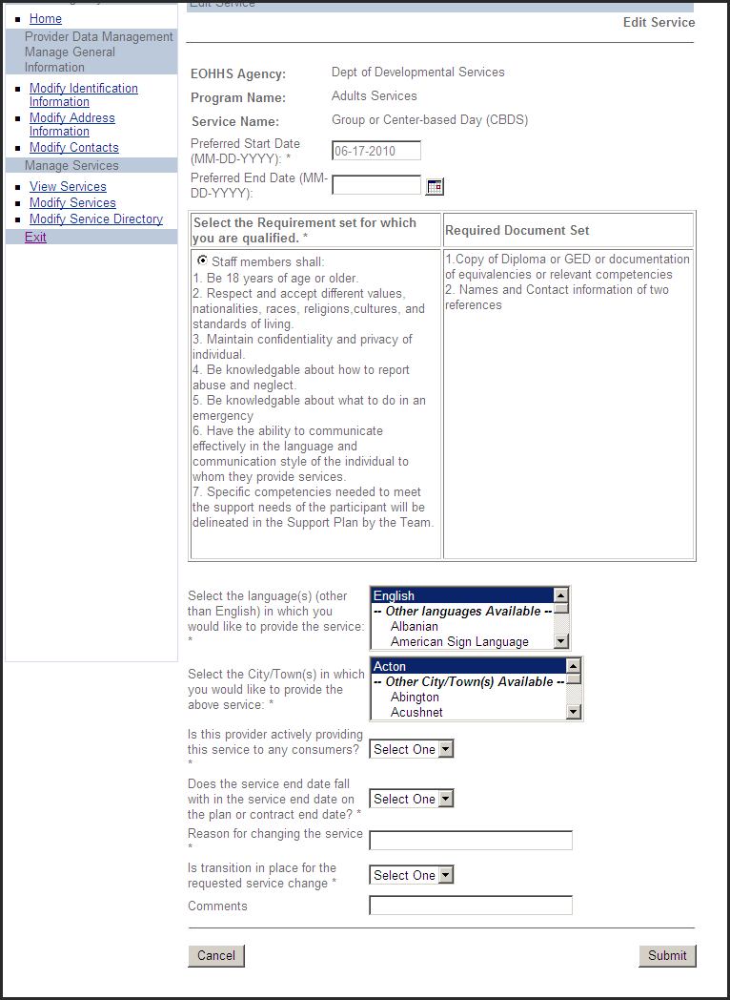 Edit Service
Home
Provider Data Management
Manage General
Information
Modify Identification
Information
Modify Address
Information
Modify Contacts
Manage Services
View Services
Modify Services
Modify Service Directory
Exit
Edit Service
EOHHS Agency: Dept of Developmental Services
Program Name: Adults Services
Service Name: Group or Center-based Day (CBDS)
Preferred Start Date
(MM-DD-YYYY): * 06-17-2010
Preferred End Date (MM-
DD-YYYY):
Select the Requirement set for which
you are qualified. *
Required Document Set
Staff members shall:
1. Be 18 years of age or older.
2. Respect and accept different values,
nationalities, races, religions,cultures, and
standards of living.
3. Maintain confidentiality and privacy of
individual.
4. Be knowledgable about how to report
abuse and neglect.
5. Be knowledgable about what to do in an
emergency
6. Have the ability to communicate
effectively in the language and
communication style of the individual to
whom they provide services.
7. Specific competencies needed to meet
the support needs of the participant will be
delineated in the Support Plan by the Team.
1.Copy of Diploma or GED or documentation
of equivalencies or relevant competencies
2. Names and Contact information of two
references
Select the language(s) (other
than English) in which you
would like to provide the service:
*
English
-- Other languages Available --
Albanian
American Sign Language
Select the City/Town(s) in which
you would like to provide the
above service: *
Acton
-- Other City/Town(s) Available --
Abington
Acushnet
Is this provider actively providing
this service to any consumers?
*
Select One
Does the service end date fall
with in the service end date on
the plan or contract end date? *
Select One
Reason for changing the service
*
Is transition in place for the
requested service change *
Select One
Comments
Cancel
Submit